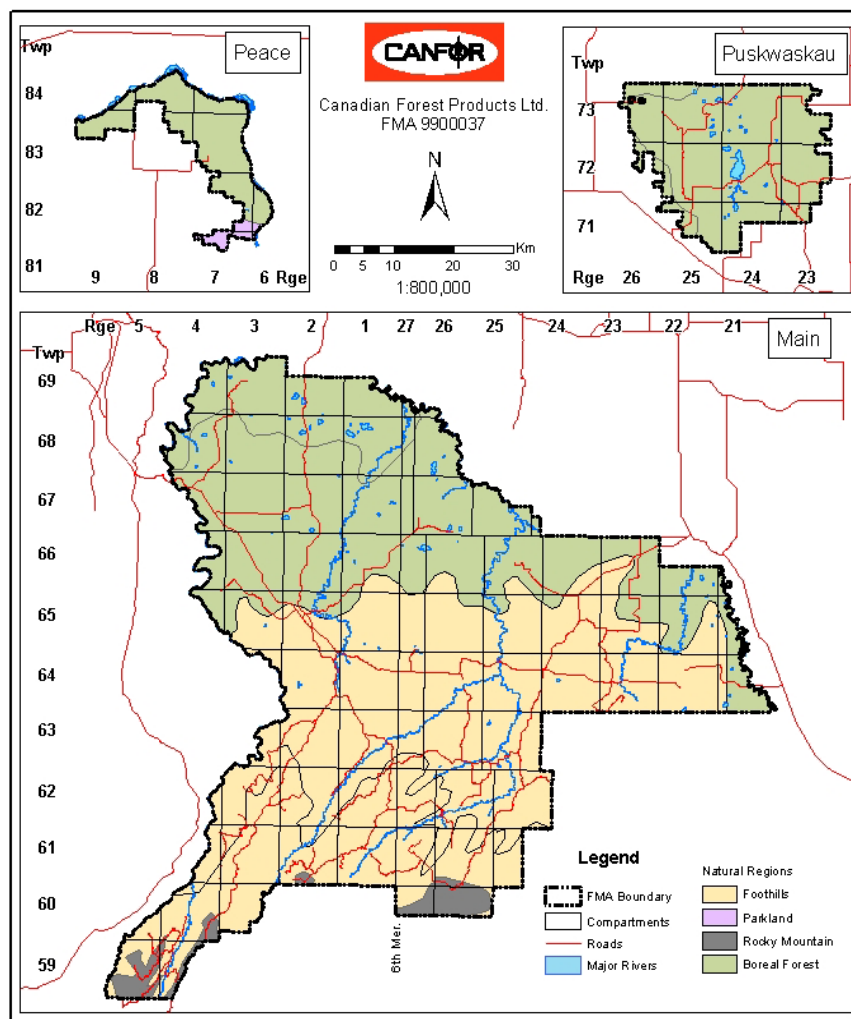 Twp
Peace
84
83
82
81
9 8 7 6 Rge
CANFOR
Canadian Forest Products Ltd.
FMA 9900037
N
Km
0 5 10 20 30
1:800,000
Puskwaskau
73
Twp
72
71
Rge 26 25 24 23
Rge 5 4 3 2 1 27 26 25 24 23 22 21
Main
Twp
69
68
67
66
65
64
63
62
61
60
59
6th Mer.
Legend
FMA Boundary
Compartments
Roads
Major Rivers
Natural Regions
Foothills
Parkland
Rocky Mountain
Boreal Forest